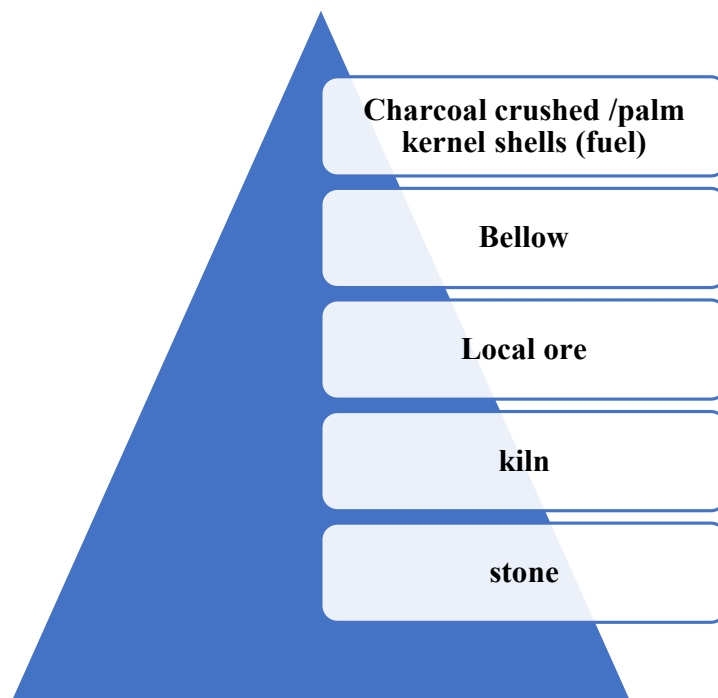 Charcoal crushed /palm
kernel shells (fuel)
Bellow
Local ore
kiln
stone